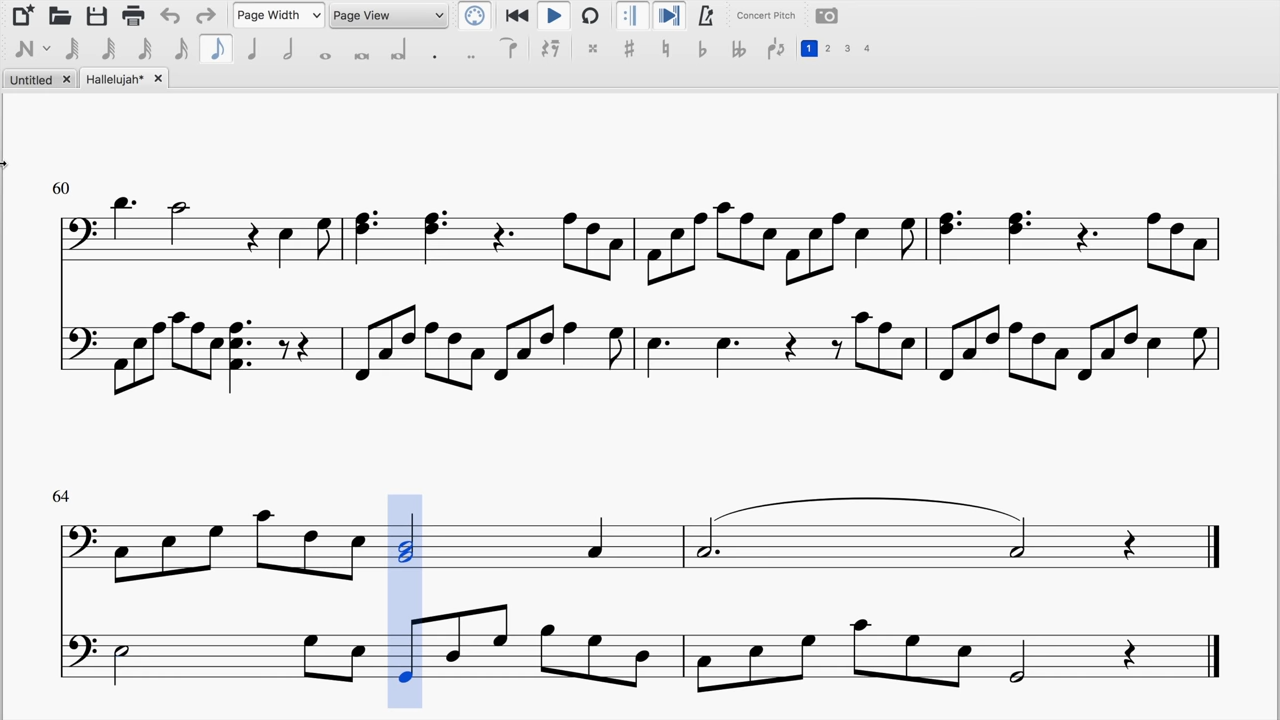 Page Width
Page View
Concert Pitch
1 2 3 4
Untitled
Hallelujah*
60
64